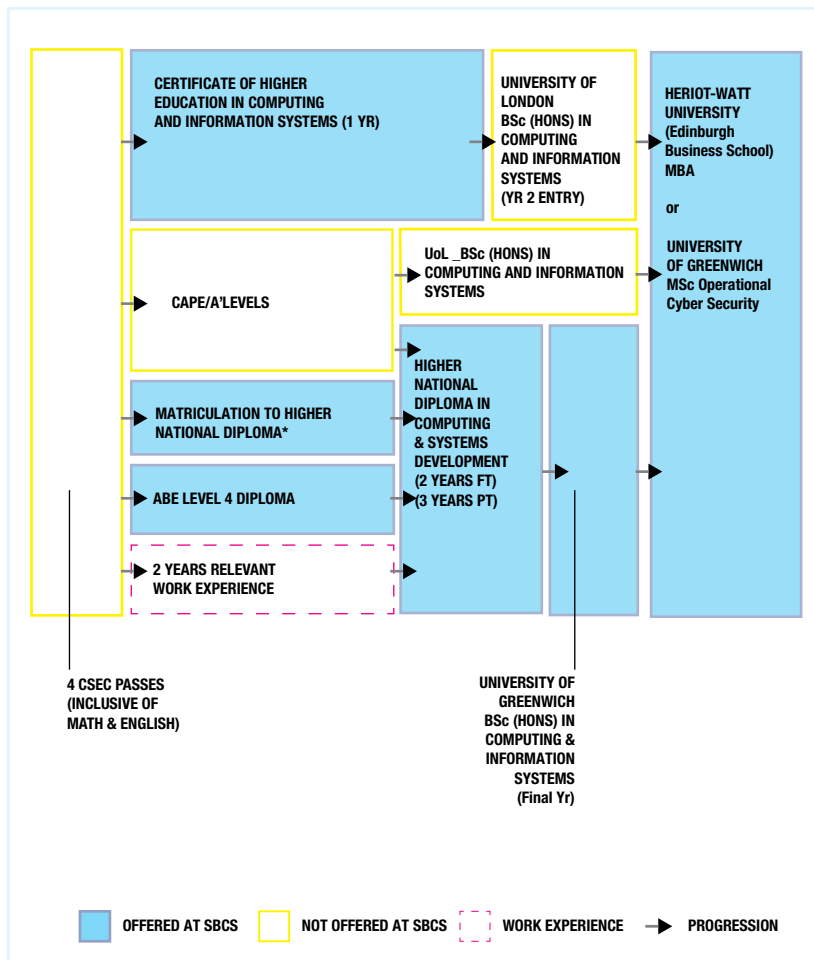 CERTIFICATE OF HIGHER
EDUCATION IN COMPUTING
AND INFORMATION SYSTEMS (1 YR)
UNIVERSITY OF
LONDON
BSc (HONS) IN
COMPUTING
AND INFORMATION
SYSTEMS
(YR 2 ENTRY)
HERIOT-WATT
UNIVERSITY
(Edinburgh
Business School)
MBA
or
UNIVERSITY
OF GREENWICH
MSc Operational
Cyber Security
CAPE/A'LEVELS
UoL _BSc (HONS) IN
COMPUTING AND INFORMATION
SYSTEMS
MATRICULATION TO HIGHER
NATIONAL DIPLOMA*
ABE LEVEL 4 DIPLOMA
2 YEARS RELEVANT
WORK EXPERIENCE
HIGHER
NATIONAL
DIPLOMA IN
COMPUTING
& SYSTEMS
DEVELOPMENT
(2 YEARS FT)
(3 YEARS PT)
4 CSEC PASSES
(INCLUSIVE OF
MATH & ENGLISH)
UNIVERSITY OF
GREENWICH
BSc (HONS) IN
COMPUTING &
INFORMATION
SYSTEMS
(Final Yr)
OFFERED AT SBCS
NOT OFFERED AT SBCS
WORK EXPERIENCE
PROGRESSION